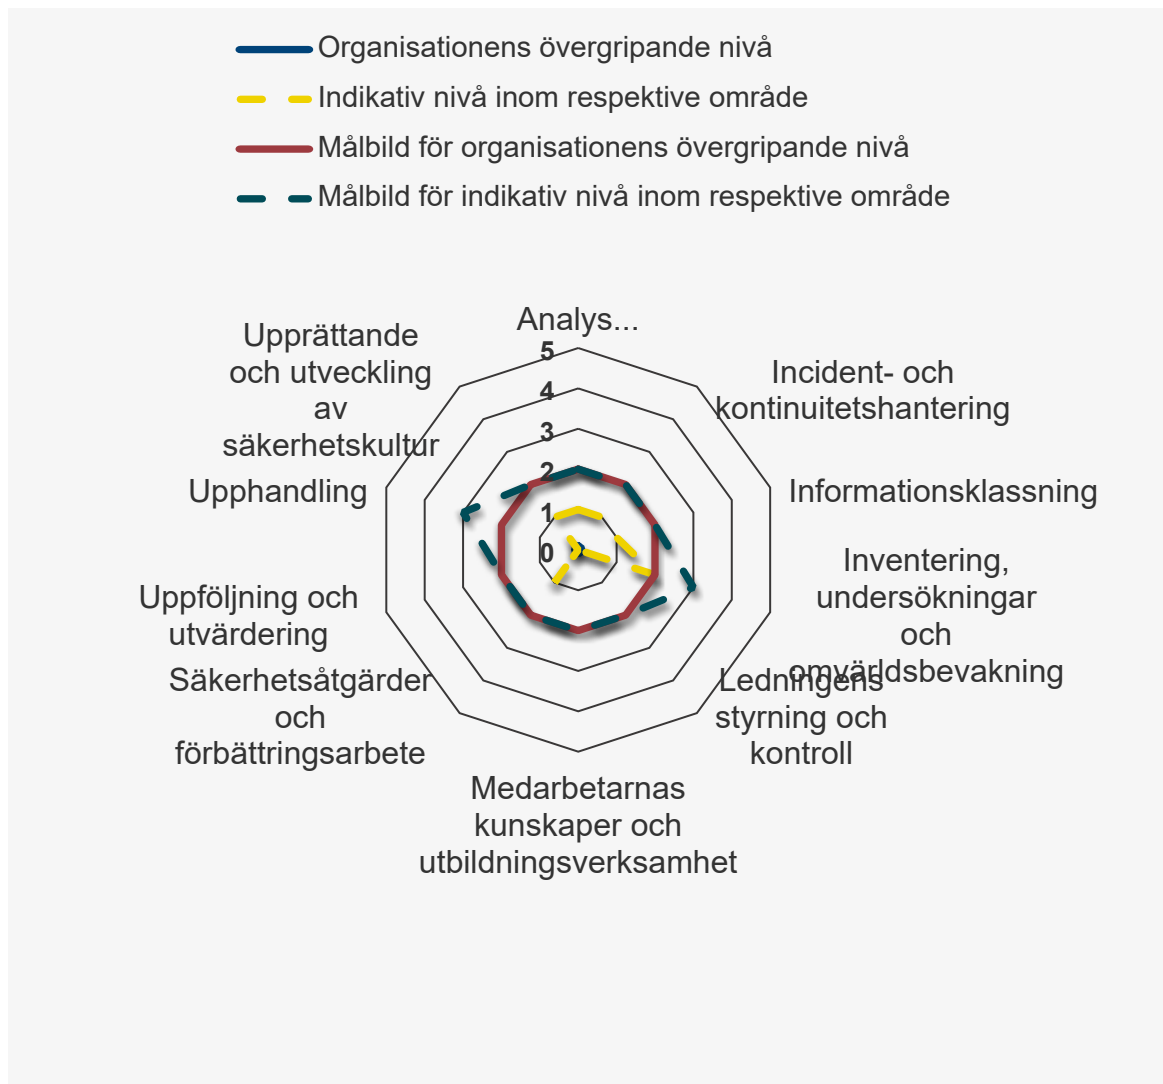 Organisationens övergripande nivå
Indikativ nivå inom respektive område
Målbild för organisationens övergripande nivå
Målbild för indikativ nivå inom respektive område
Analys...
Incident- och
kontinuitetshantering
Informationsklassning
Inventering,
undersökningar
och
omvärldsbevakning
Ledningens
styrning och
kontroll
Medarbetarnas
kunskaper och
utbildningsverksamhet
Säkerhetsåtgärder
och
förbättringsarbete
Uppföljning och
utvärdering
Upphandling
Upprättande
och utveckling
av
säkerhetskultur
5
4
3
2
1
0